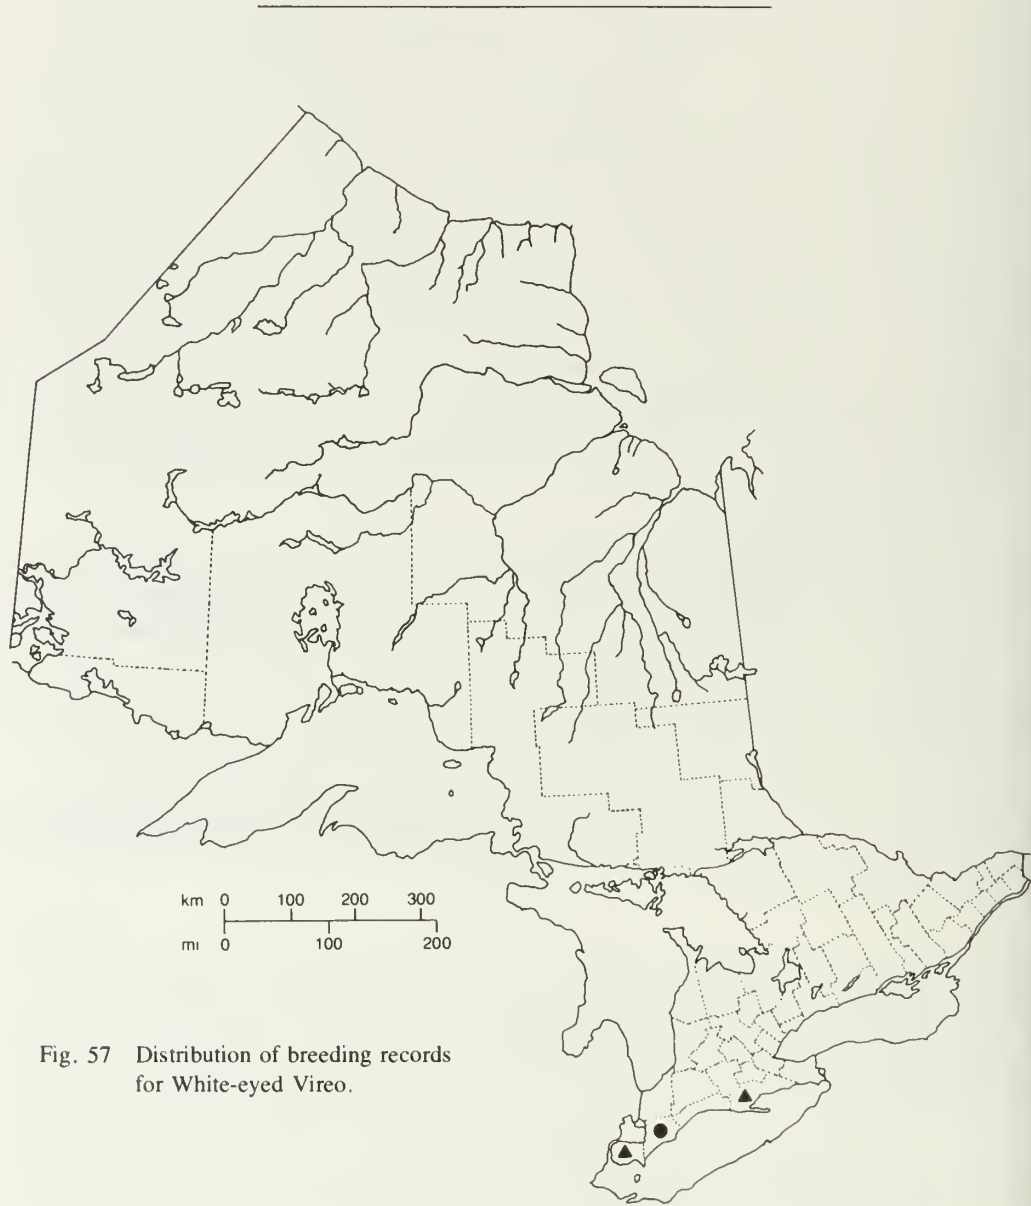 km 0 100 200 300
mi 0 100 200
Fig. 57 Distribution of breeding records
for White-eyed Vireo.